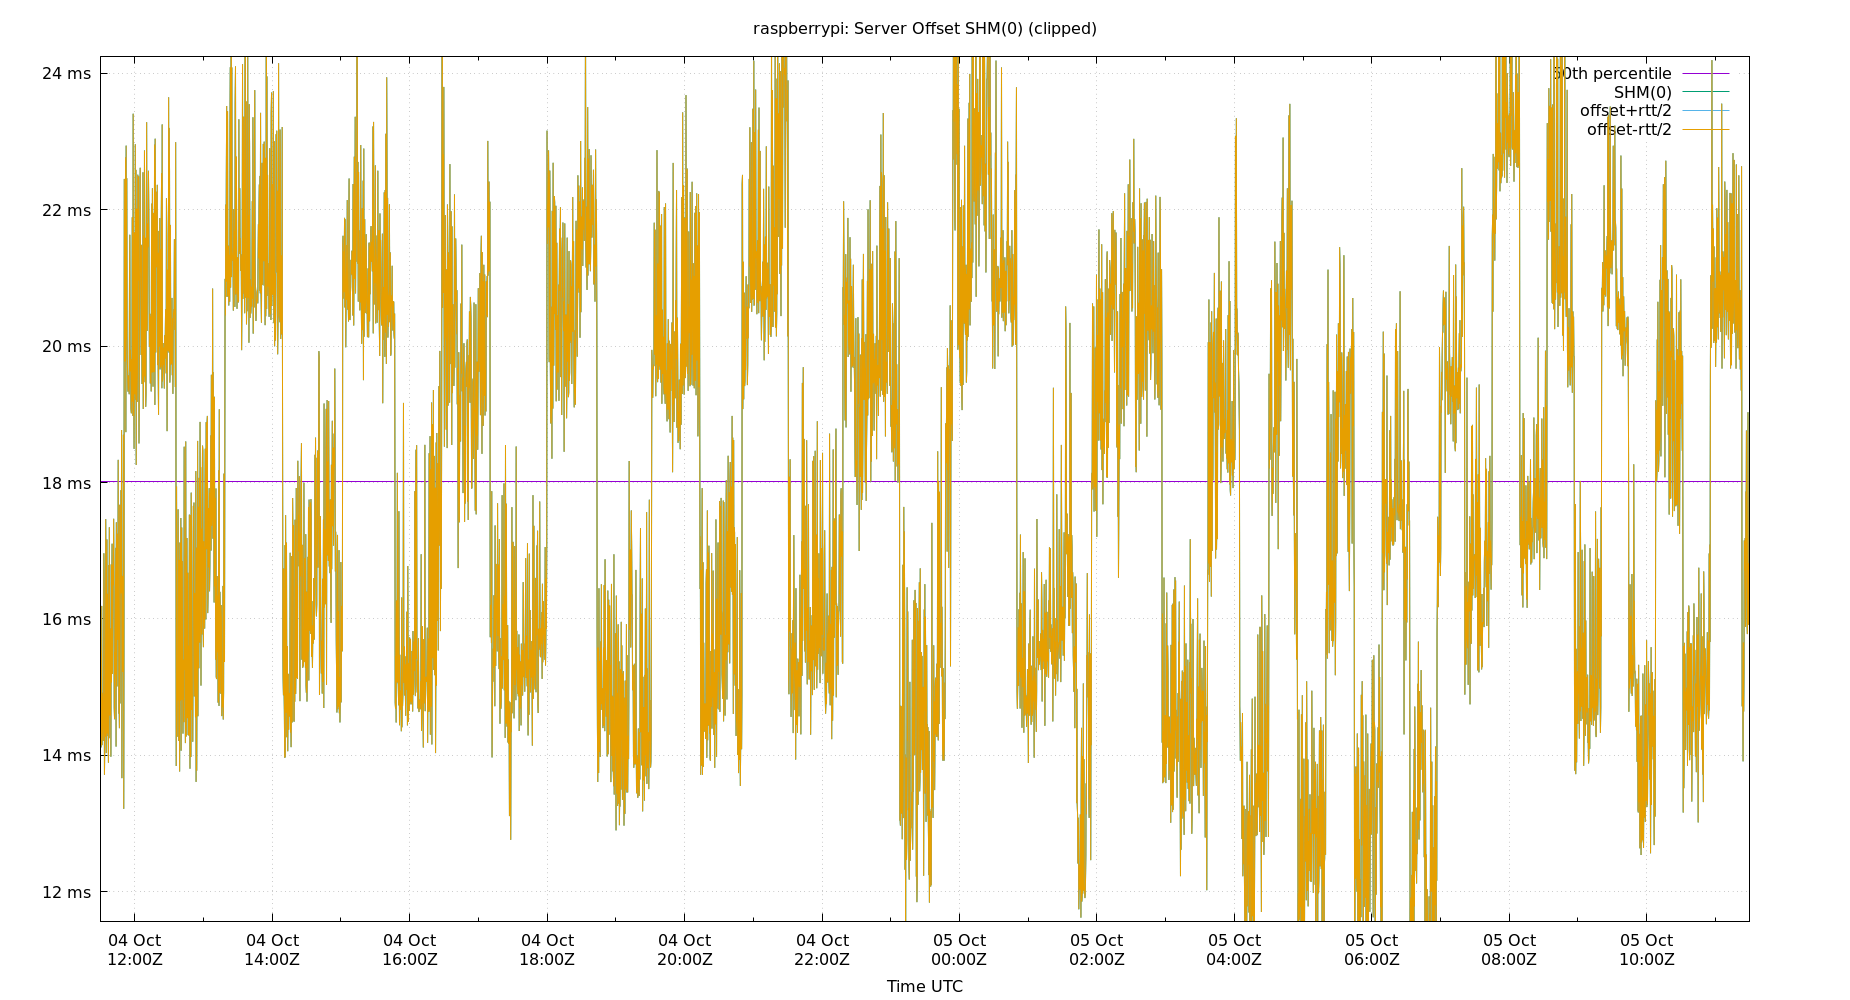 raspberrypi: Server Offset SHM(0) (clipped)
24 ms
22 ms
20 ms
18 ms
16 ms
14 ms
12 ms
50th percentile
SHM(0)
offset+rtt/2
offset-rtt/2
04 Oct
12:00Z
04 Oct
14:00Z
04 Oct
16:00Z
04 Oct
18:00Z
04 Oct
20:00Z
04 Oct
22:00Z
05 Oct
00:00Z
05 Oct
02:00Z
05 Oct
04:00Z
05 Oct
06:00Z
05 Oct
08:00Z
05 Oct
10:00Z
Time UTC